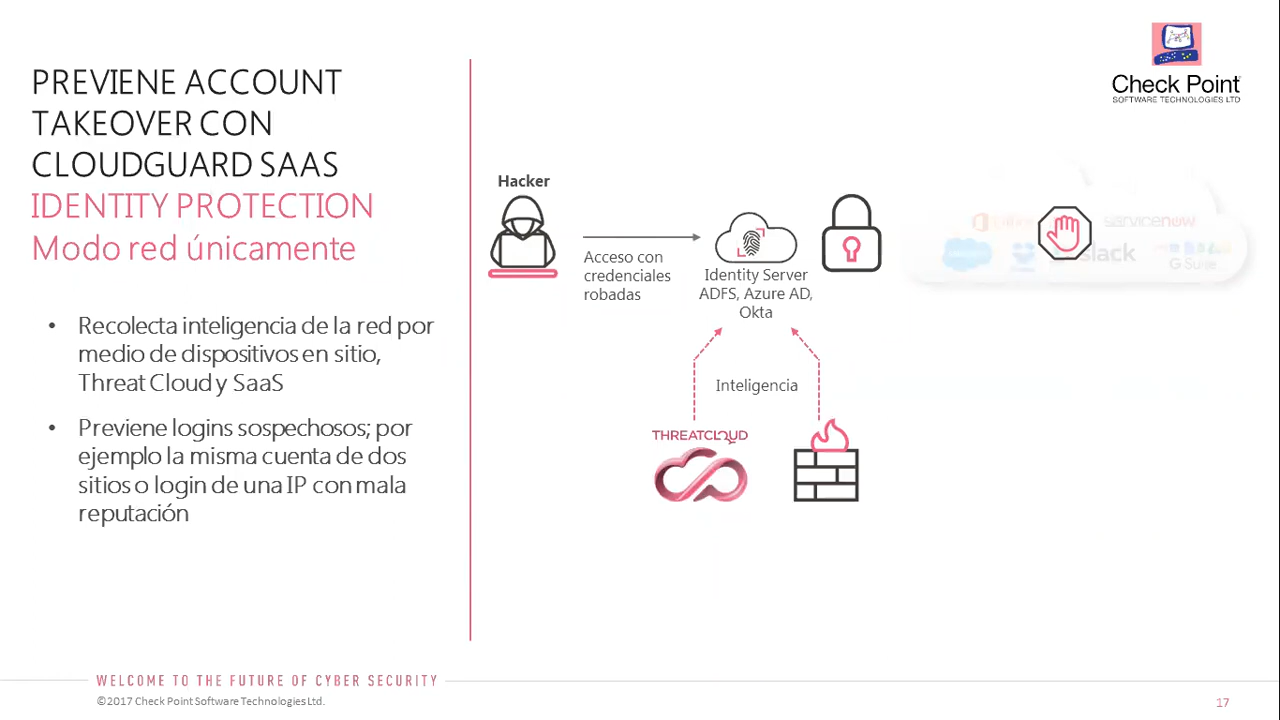 PREVIENE ACCOUNT
TAKEOVER CON
CLOUDGUARD SAAS
IDENTITY PROTECTION
Modo red únicamente
• Recolecta inteligencia de la red por
medio de dispositivos en sitio,
Threat Cloud y SaaS
• Previene logins sospechosos; por
ejemplo la misma cuenta de dos
sitios o login de una IP con mala
reputación
Check Point
SOFTWARE TECHNOLOGIES LTD
Hacker
Acceso con
credenciales
robadas
Identity Server
ADFS, Azure AD,
Okta
servicenow
salesforce
slack
G Suite
Inteligencia
THREATCLOUD
WELCOME TO THE FUTURE OF CYBER SECURITY
©2017 Check Point Software Technologies Ltd.
17